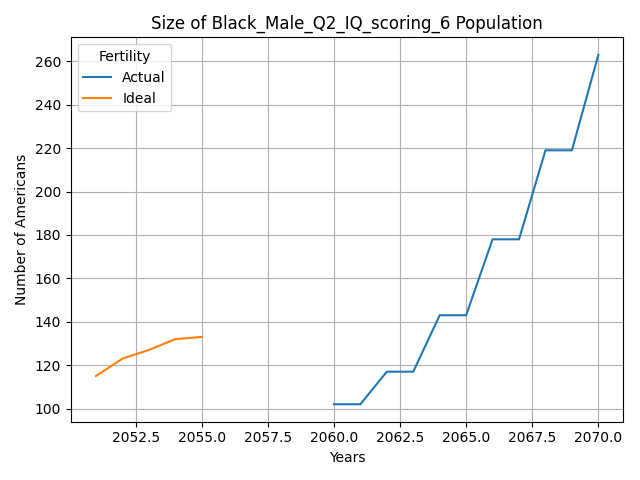 Size of Black_Male_Q2_IQ_scoring_6 Population
Fertility
Actual
Ideal
Number of Americans
260
240
220
200
180
160
140
120
100
2052.5 2055.0 2057.5 2060.0 2062.5 2065.0 2067.5 2070.0
Years